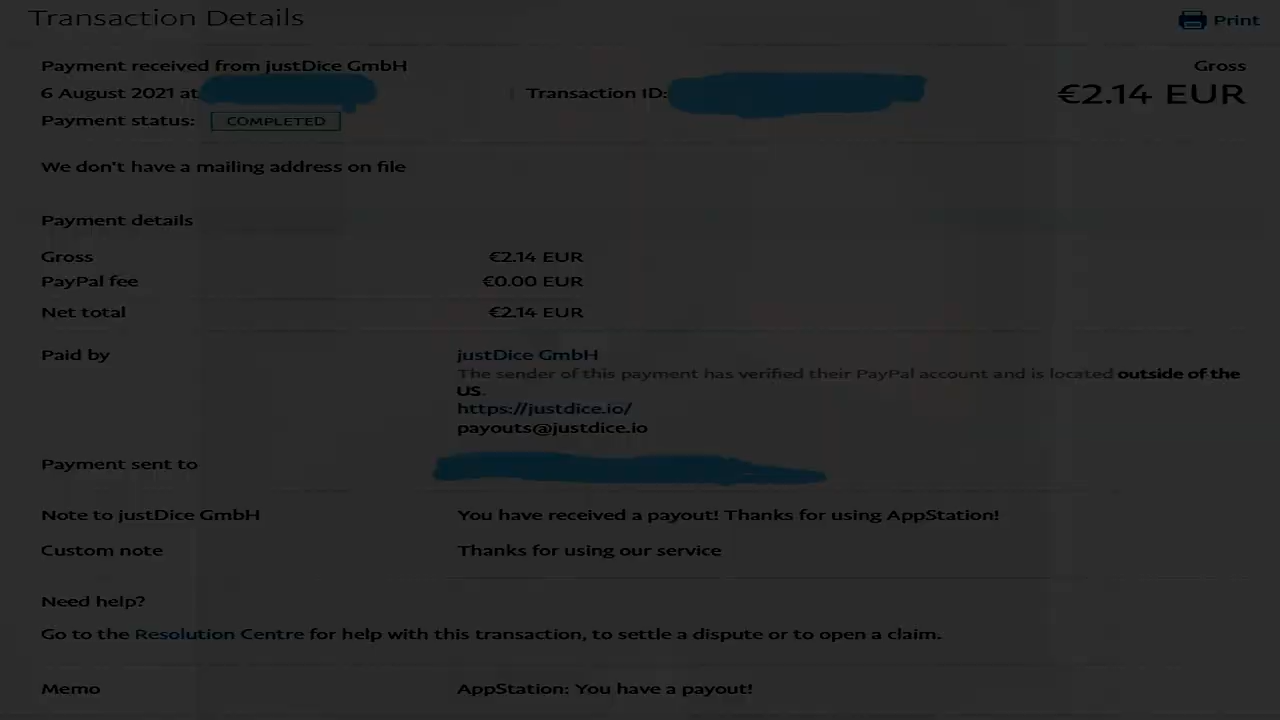 Transaction Details
Print
Payment received from justDice GmbH
Gross
6 August 2021 at
Transaction ID:
€2.14 EUR
Payment status: COMPLETED
We don't have a mailing address on file
Payment details
Gross €2.14 EUR
PayPal fee €0.00 EUR
Net total €2.14 EUR
Paid by justDice GmbH
The sender of this payment has verified their PayPal account and is located outside of the
US.
https://justdice.io/
payouts@justdice.io
Payment sent to
Note to justDice GmbH You have received a payout! Thanks for using AppStation!
Custom note Thanks for using our service
Need help?
Go to the Resolution Centre for help with this transaction, to settle a dispute or to open a claim.
Memo AppStation: You have a payout!